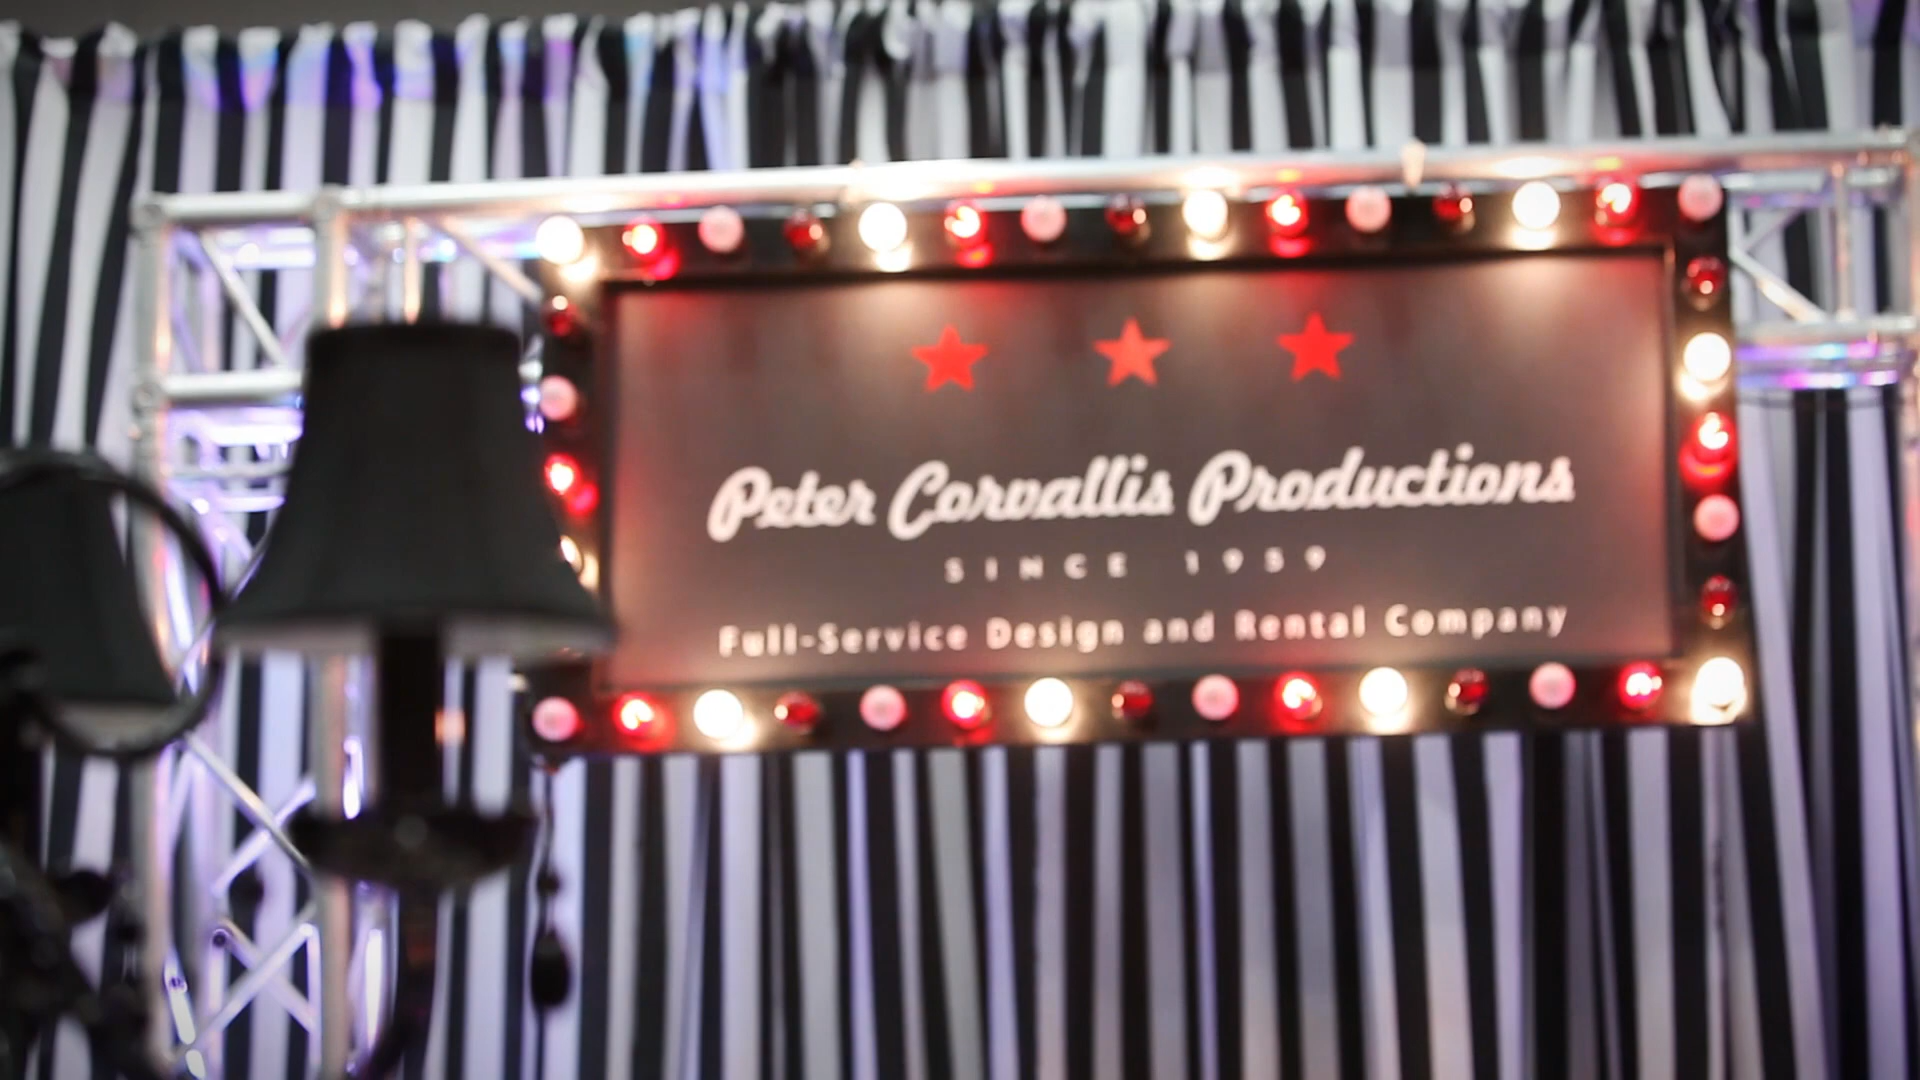 Peter Corvallis Productions
SINCE 1959
Full-Service Design and Rental Company